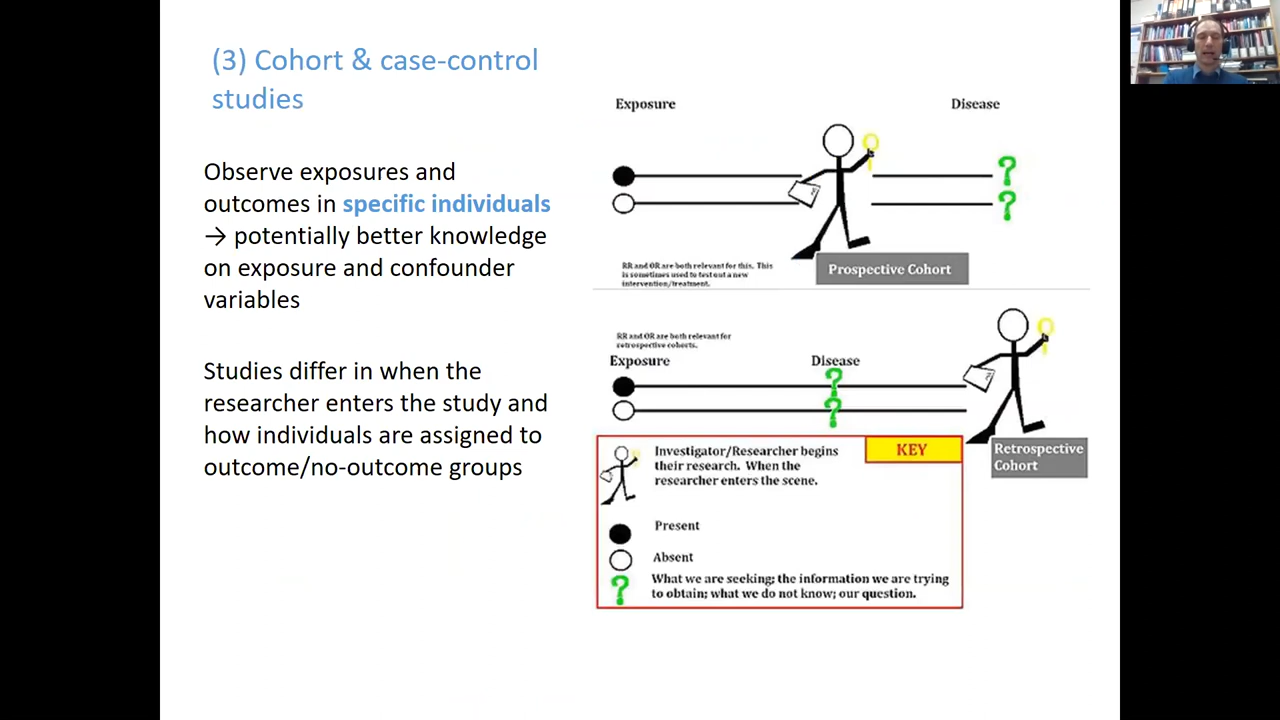 (3) Cohort & case-control
studies
Observe exposures and
outcomes in specific individuals
→ potentially better knowledge
on exposure and confounder
variables
Studies differ in when the
researcher enters the study and
how individuals are assigned to
outcome/no-outcome groups
Exposure
Disease
?
?
RR and OR are both relevant for this. This
is sometimes used to test out a new
intervention/treatment.
Prospective Cohort
RR and OR are both relevant for
retrospective cohorts.
Exposure
Disease
?
?
Retrospective
Cohort
KEY
Investigator/Researcher begins
their research. When the
researcher enters the scene.
Present
Absent
?
What we are seeking; the information we are trying
to obtain; what we do not know; our question.